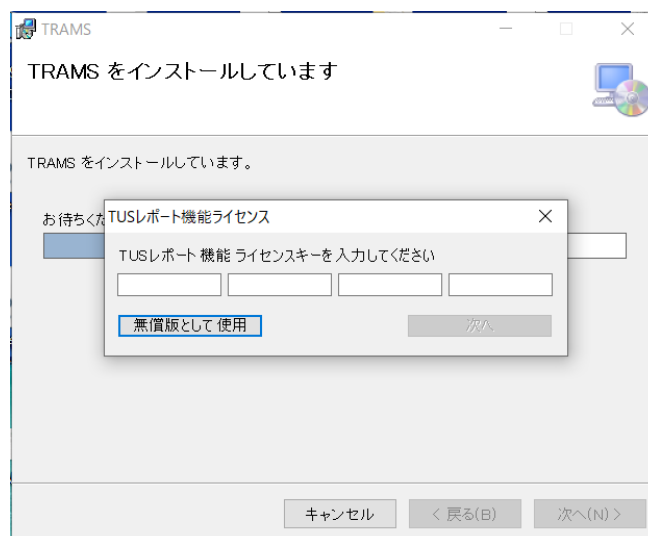 TRAMS
TRAMS をインストールしています
TRAMS をインストールしています。
お待ちくだ
TUSレポート機能ライセンス
TUSレポート 機能 ライセンスキーを入力してください
無償版として 使用
次へ
キャンセル
< 戻る(B)
次へ(N) >